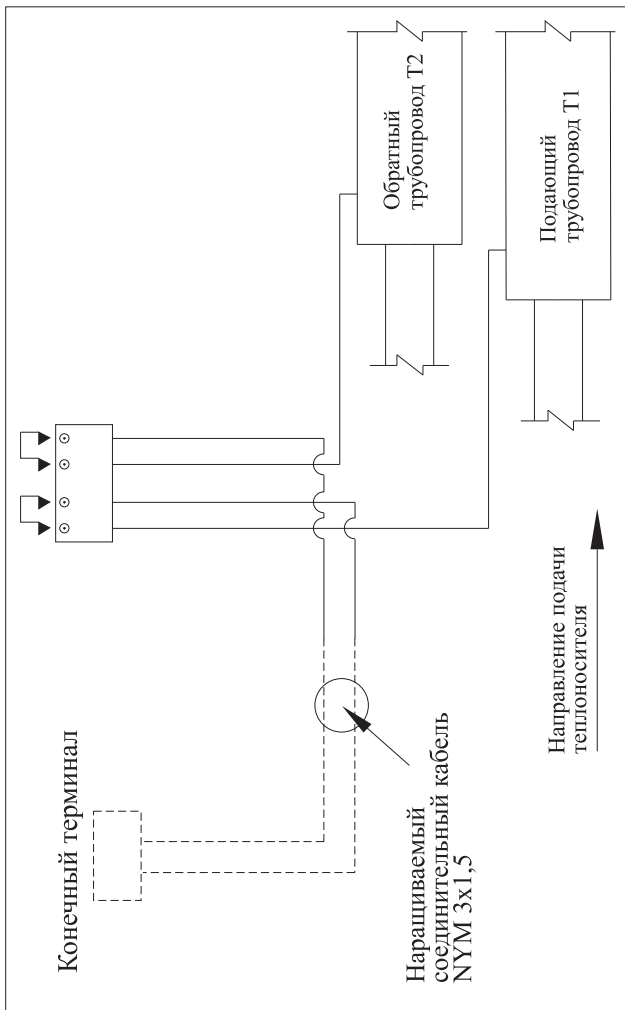 Конечный терминал
Обратный
трубопровод Т2
Подающий
трубопровод Т1
Наращиваемый
соединительный кабель
NYM 3x1,5
Направление подачи
теплоносителя